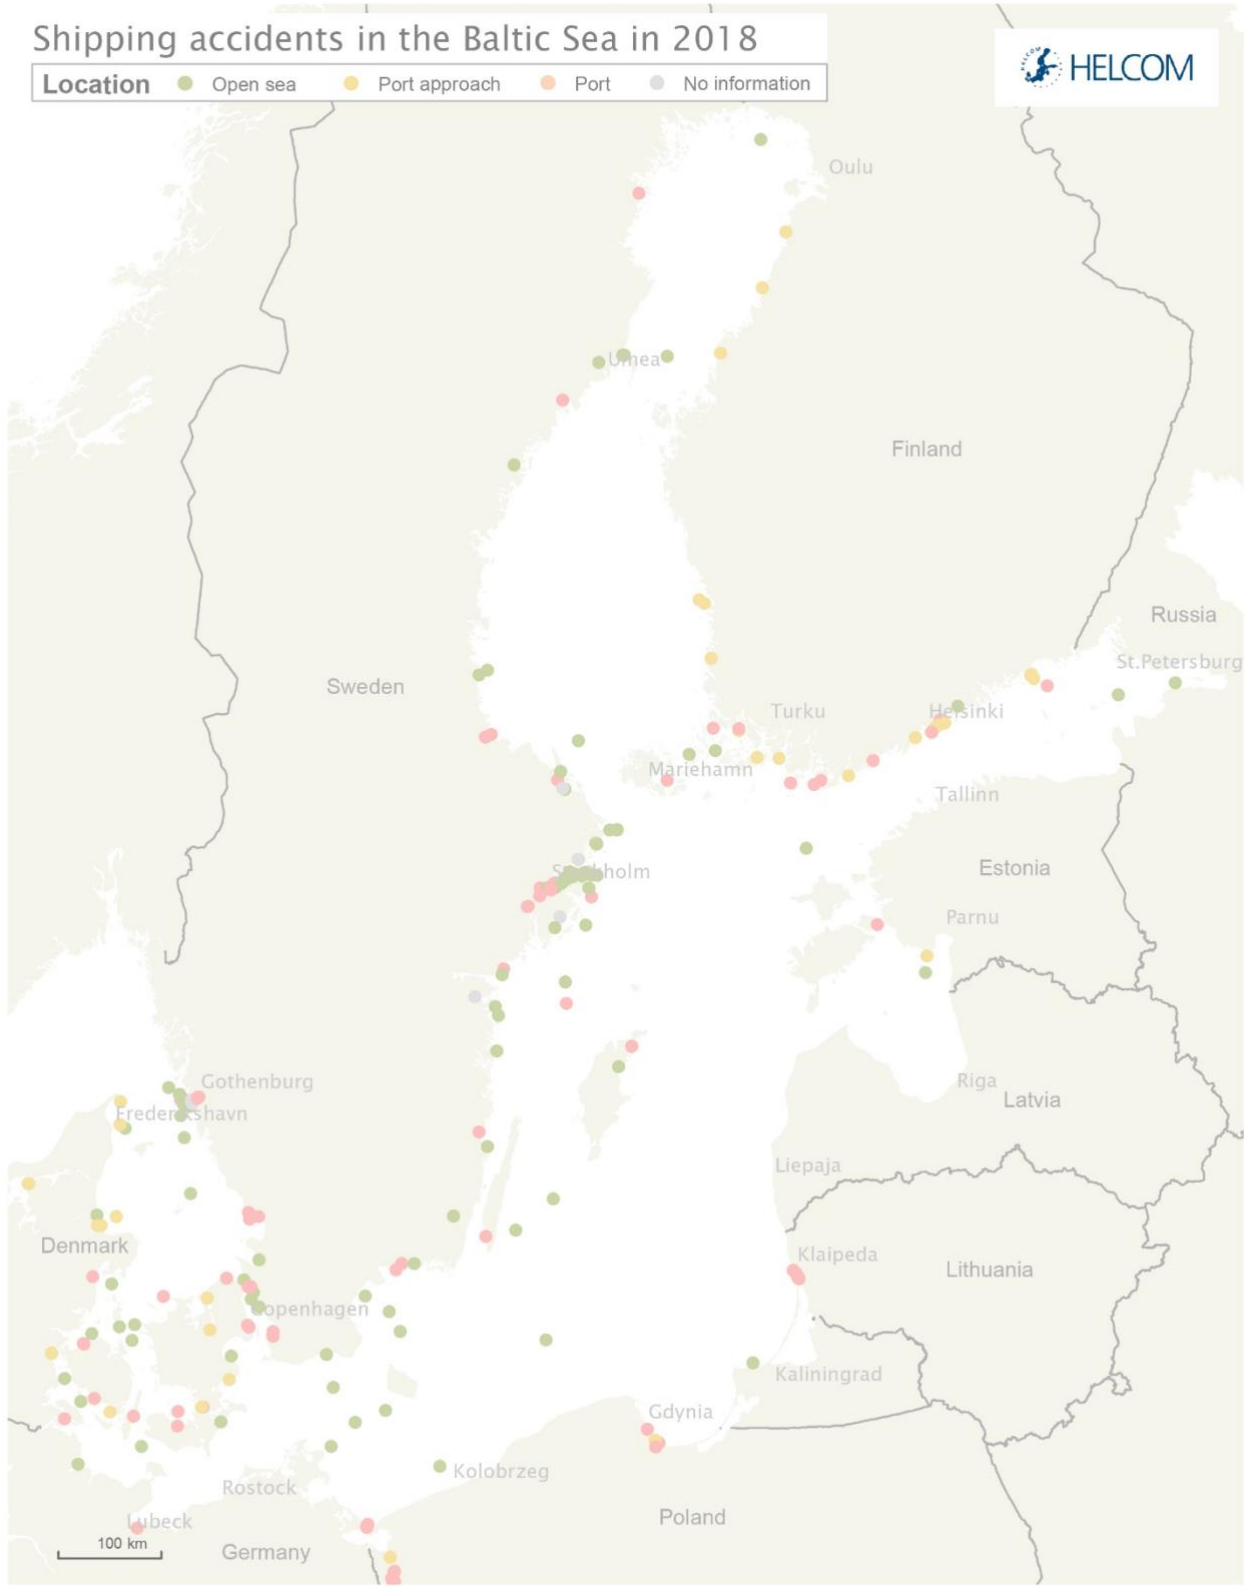 Shipping accidents in the Baltic Sea in 2018
Location Open sea Port approach Port No information
HELCOM
Oulu
Umea
Finland
Russia
St.Petersburg
Sweden
Turku
Helsinki
Mariehamn
Tallinn
Estonia
Stockholm
Parnu
Gothenburg
Riga
Latvia
Frederikshavn
Liepaja
Denmark
Klaipeda
Lithuania
Copenhagen
Kaliningrad
Gdynia
Kolobrzeg
Rostock
Poland
Lubeck
100 km
Germany